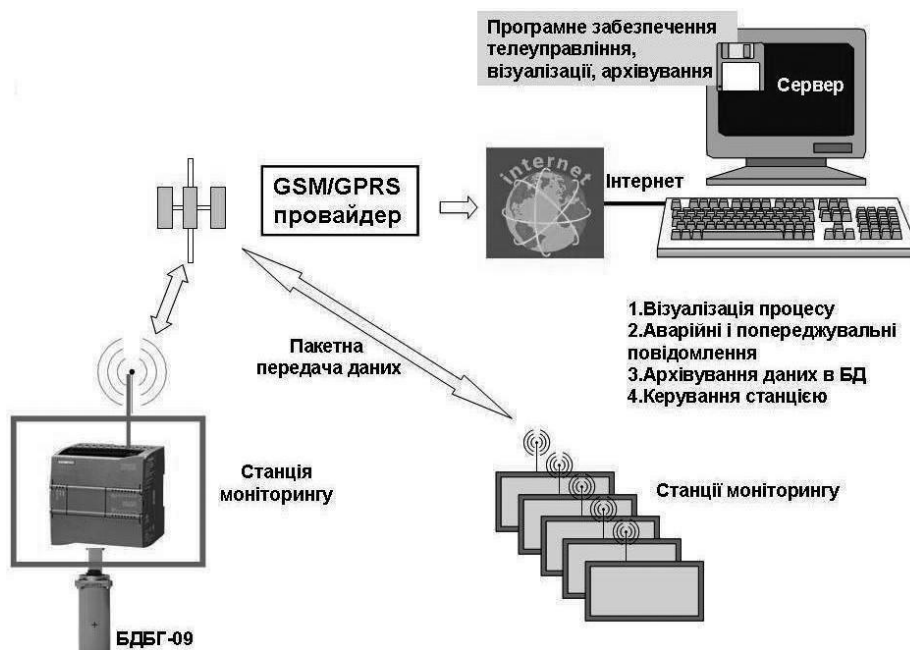 Програмне забезпечення
телеуправління,
візуалізації, архівування
Сервер
internet
GSM/GPRS
провайдер
Інтернет
1.Візуалізація процесу
2.Аварійні і попереджувальні
повідомлення
3.Архівування даних в БД
4.Керування станцією
Пакетна
передача даних
Станція
моніторингу
Станції моніторингу
SIEMENS
БДБГ-09